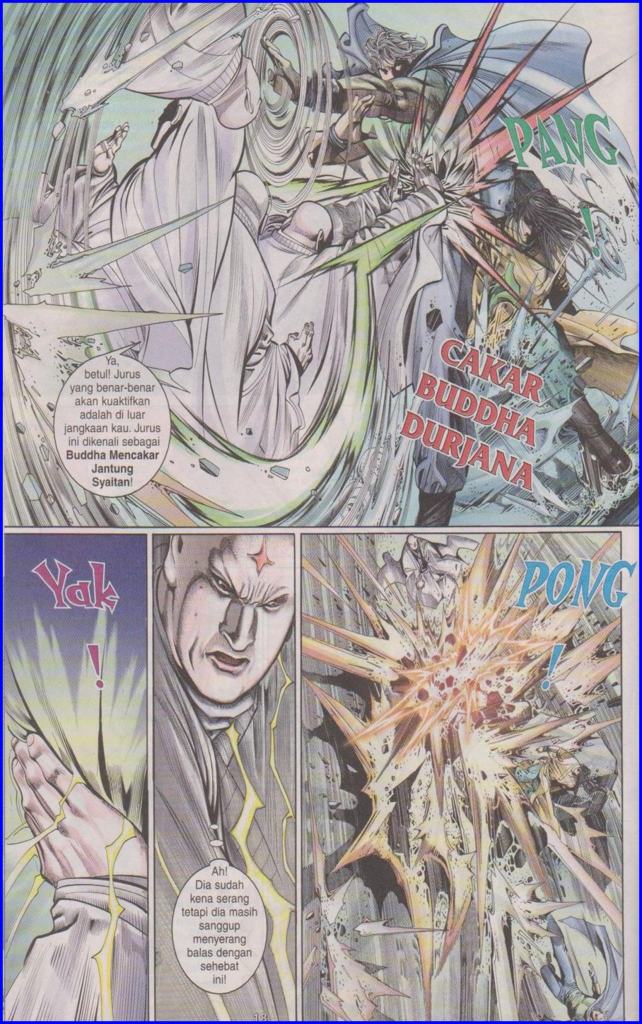 PANG
!
CAKAR
BUDDHA
DURJANA
Ya,
betul! Jurus
yang benar-benar
akan kuaktifkan
adalah di luar
jangkaan kau. Jurus
ini dikenali sebagai
Buddha Mencakar
Jantung
Syaitan!
Yak
!
Ah!
Dia sudah
kena serang
tetapi dia masih
sanggup
menyerang
balas dengan
sehebat
ini!
PONG
!
18